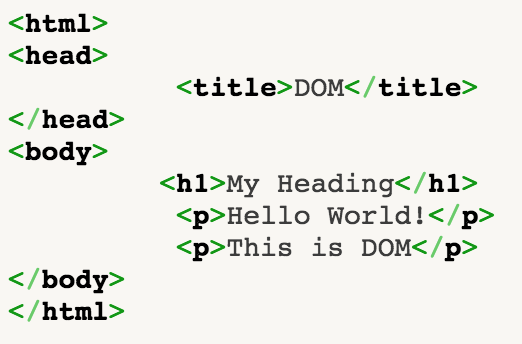 <html>
<head>
<title>DOM</title>
</head>
<body>
<h1>My Heading</h1>
<p>Hello World!</p>
<p>This is DOM</p>
</body>
</html>